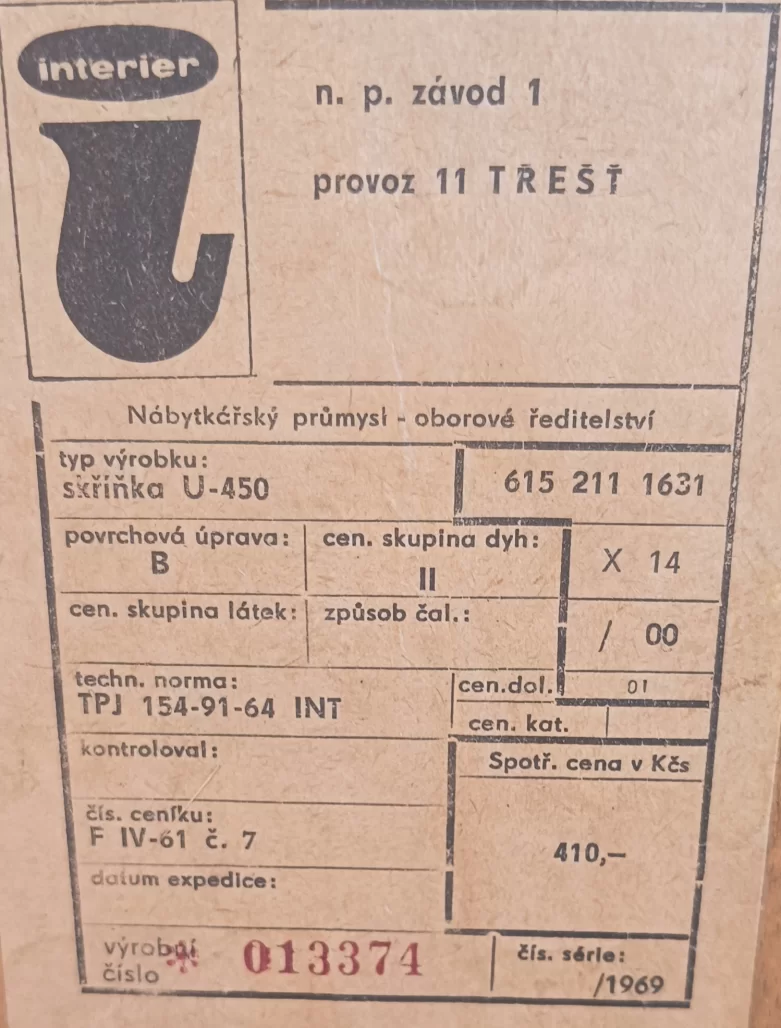 interier
n. p. závod 1
provoz 11 TŘEŠŤ
Nábytkářský průmysl - oborové ředitelství
typ výrobku:
skříňka U-450
615 211 1631
povrchová úprava:
B
cen. skupina dyh:
II
X 14
cen. skupina látek:
způsob čal.:
/ 00
techn. norma:
TPJ 154-91-64 INT
cen.dol.
01
cen. kat.
kontroloval:
Spotř. cena v Kčs
čís. ceníku:
F IV-61 č. 7
410,—
datum expedice:
výrobní
číslo
* 013374
čís. série:
/1969